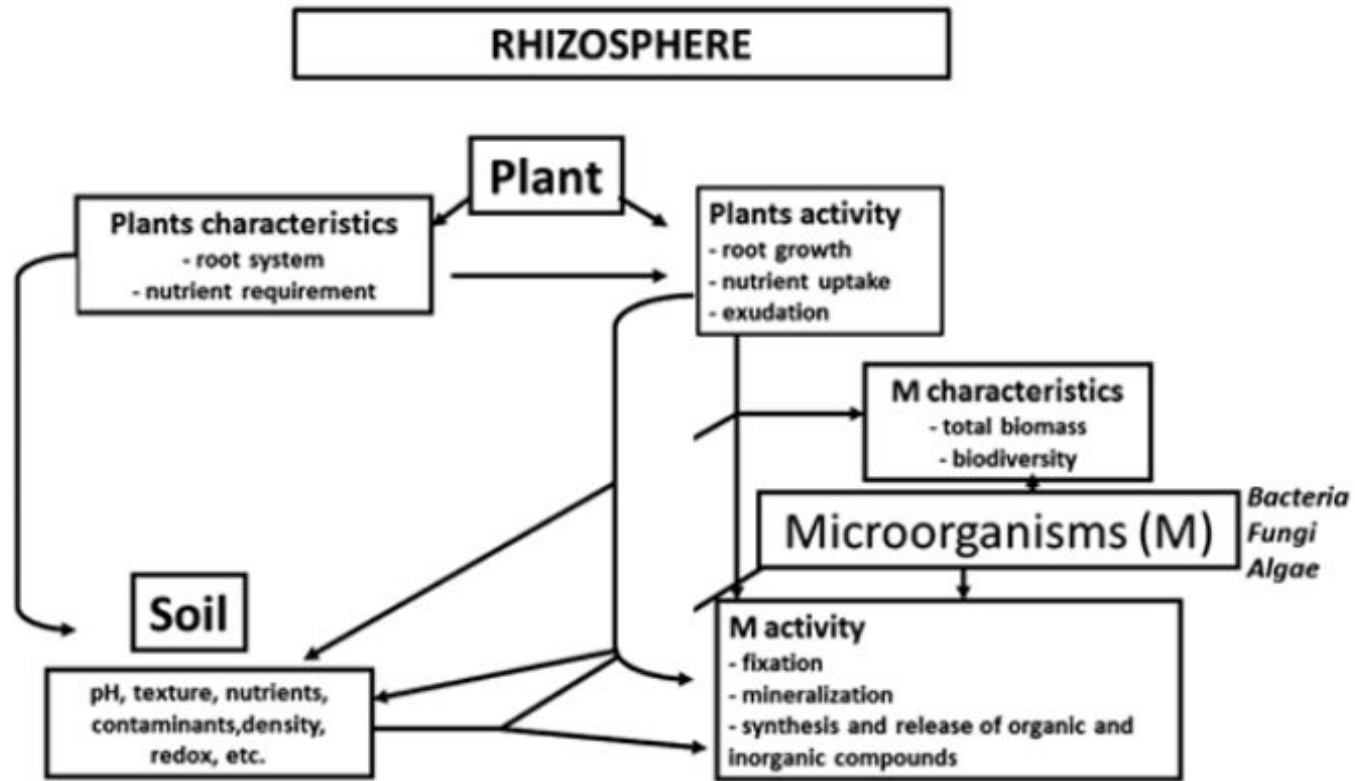 RHIZOSPHERE
Plant
Plants characteristics
- root system
- nutrient requirement
Plants activity
- root growth
- nutrient uptake
- exudation
M characteristics
- total biomass
- biodiversity
Microorganisms (M)
Bacteria
Fungi
Algae
Soil
pH, texture, nutrients,
contaminants,density,
redox, etc.
M activity
- fixation
- mineralization
- synthesis and release of organic and
inorganic compounds